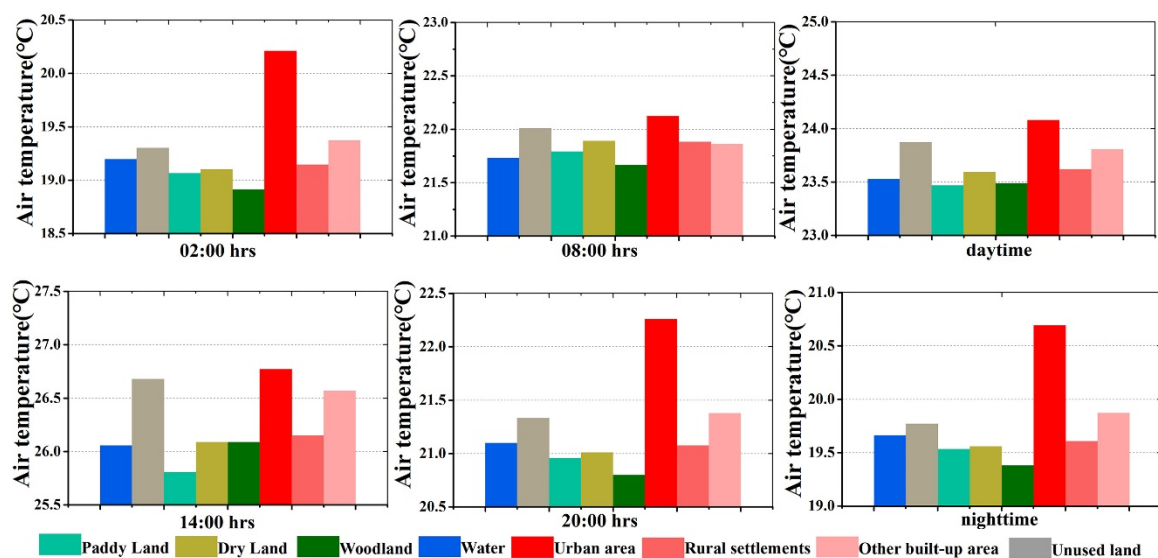 Air temperature(°C)
20.5
20.0
19.5
19.0
18.5
02:00 hrs
Air temperature(°C)
23.0
22.5
22.0
21.5
21.0
08:00 hrs
Air temperature(°C)
25.0
24.5
24.0
23.5
23.0
daytime
Air temperature(°C)
27.5
27.0
26.5
26.0
25.5
14:00 hrs
Air temperature(°C)
22.5
22.0
21.5
21.0
20.5
20:00 hrs
Air temperature(°C)
21.0
20.5
20.0
19.5
19.0
nighttime
Paddy Land Dry Land Woodland Water Urban area Rural settlements Other built-up area Unused land